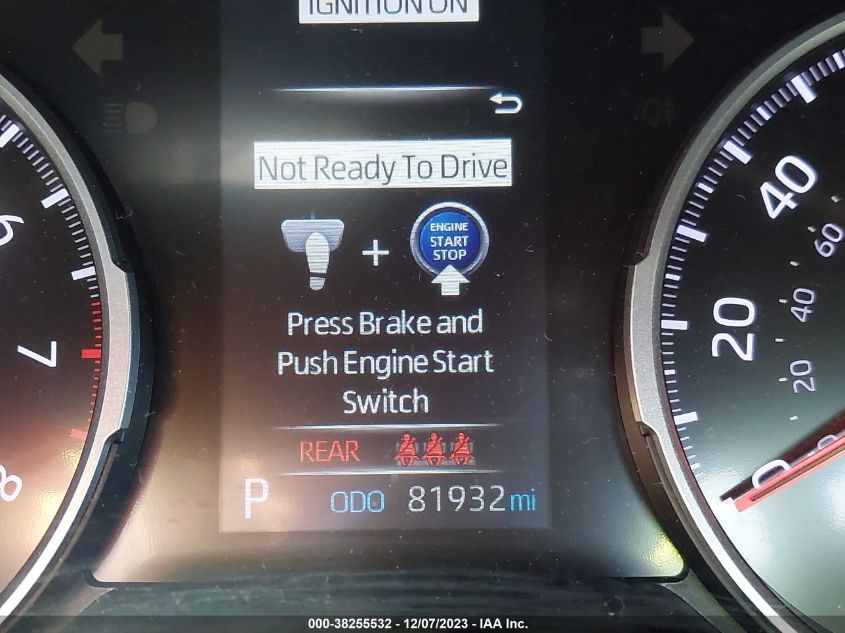 IGNITION ON
Not Ready To Drive
ENGINE
START
STOP
+
Press Brake and
Push Engine Start
Switch
REAR
P ODO 81932 mi
6
7
8
40
20
0
60
40
20
000-38255532 - 12/07/2023 - IAA Inc.